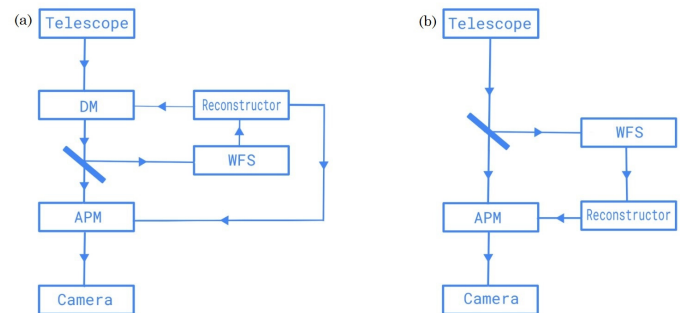 (a)
Telescope
DM
Reconstructor
WFS
APM
Camera
(b)
Telescope
WFS
APM
Reconstructor
Camera